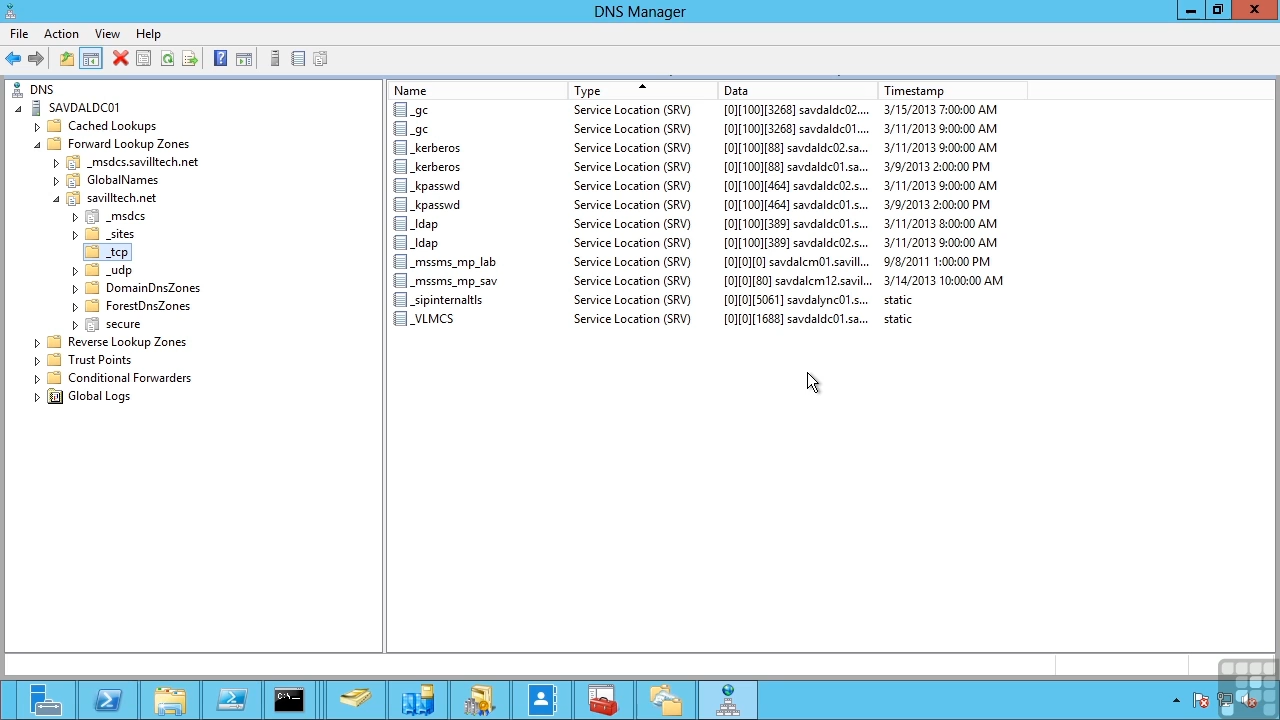 DNS Manager
File Action View Help
DNS
SAVDALDC01
Cached Lookups
Forward Lookup Zones
_msdcs.savilltech.net
GlobalNames
savilltech.net
_msdcs
_sites
_tcp
_udp
DomainDnsZones
ForestDnsZones
secure
Reverse Lookup Zones
Trust Points
Conditional Forwarders
Global Logs
Name Type Data Timestamp
_gc Service Location (SRV) [0][100][3268] savdaldc02.... 3/15/2013 7:00:00 AM
_gc Service Location (SRV) [0][100][3268] savdaldc01.... 3/11/2013 9:00:00 AM
_kerberos Service Location (SRV) [0][100][88] savdaldc02.sa... 3/11/2013 9:00:00 AM
_kerberos Service Location (SRV) [0][100][88] savdaldc01.sa... 3/9/2013 2:00:00 PM
_kpasswd Service Location (SRV) [0][100][464] savdaldc02.s... 3/11/2013 9:00:00 AM
_kpasswd Service Location (SRV) [0][100][464] savdaldc01.s... 3/9/2013 2:00:00 PM
_ldap Service Location (SRV) [0][100][389] savdaldc01.s... 3/11/2013 8:00:00 AM
_ldap Service Location (SRV) [0][100][389] savdaldc02.s... 3/11/2013 9:00:00 AM
_mssms_mp_lab Service Location (SRV) [0][0][0] savdalcm01.savill... 9/8/2011 1:00:00 PM
_mssms_mp_sav Service Location (SRV) [0][0][80] savdalcm12.savil... 3/14/2013 10:00:00 AM
_sipinternaltls Service Location (SRV) [0][0][5061] savdalync01.s... static
_VLMCS Service Location (SRV) [0][0][1688] savdaldc01.sa... static